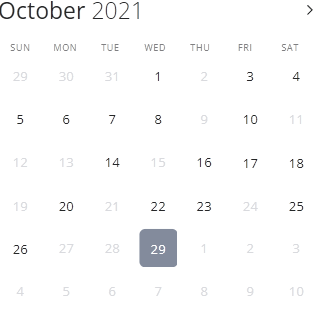 October 2021
SUN MON TUE WED THU FRI SAT
29 30 31 1 2 3 4
5 6 7 8 9 10 11
12 13 14 15 16 17 18
19 20 21 22 23 24 25
26 27 28 29 1 2 3
4 5 6 7 8 9 10